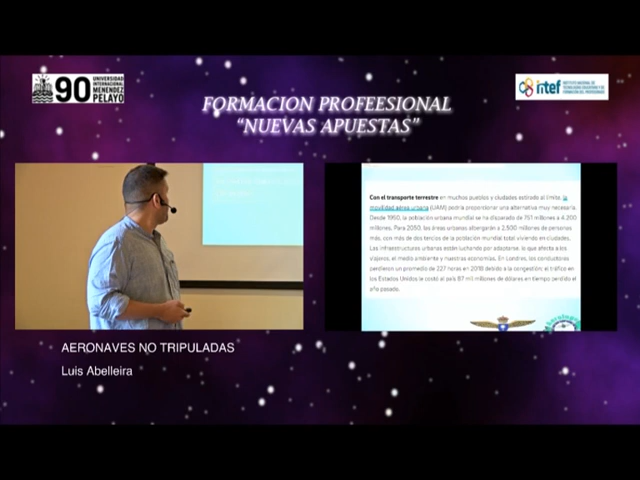 90
UNIVERSIDAD
INTERNACIONAL
MENENDEZ
PELAYO
intef
INSTITUTO NACIONAL DE
TECNOLOGÍAS EDUCATIVAS Y DE
FORMACIÓN DEL PROFESORADO
FORMACION PROFEESIONAL
“NUEVAS APUESTAS”
Con el transporte terrestre en muchos pueblos y ciudades estirado al límite, la
movilidad aérea urbana (UAM) podría proporcionar una alternativa muy necesaria.
Desde 1950, la población urbana mundial se ha disparado de 751 millones a 4.200
millones. Para 2050, las áreas urbanas albergarán a 2.500 millones de personas
más, con más de dos tercios de la población mundial total viviendo en ciudades.
Las infraestructuras urbanas están luchando por adaptarse, lo que afecta a los
viajeros, el medio ambiente y nuestras economías. En Londres, los conductores
perdieron un promedio de 227 horas en 2018 debido a la congestión; el tráfico en
los Estados Unidos le costó al país 87 mil millones de dólares en tiempo perdido el
año pasado.
AERONAVES NO TRIPULADAS
Luis Abelleira